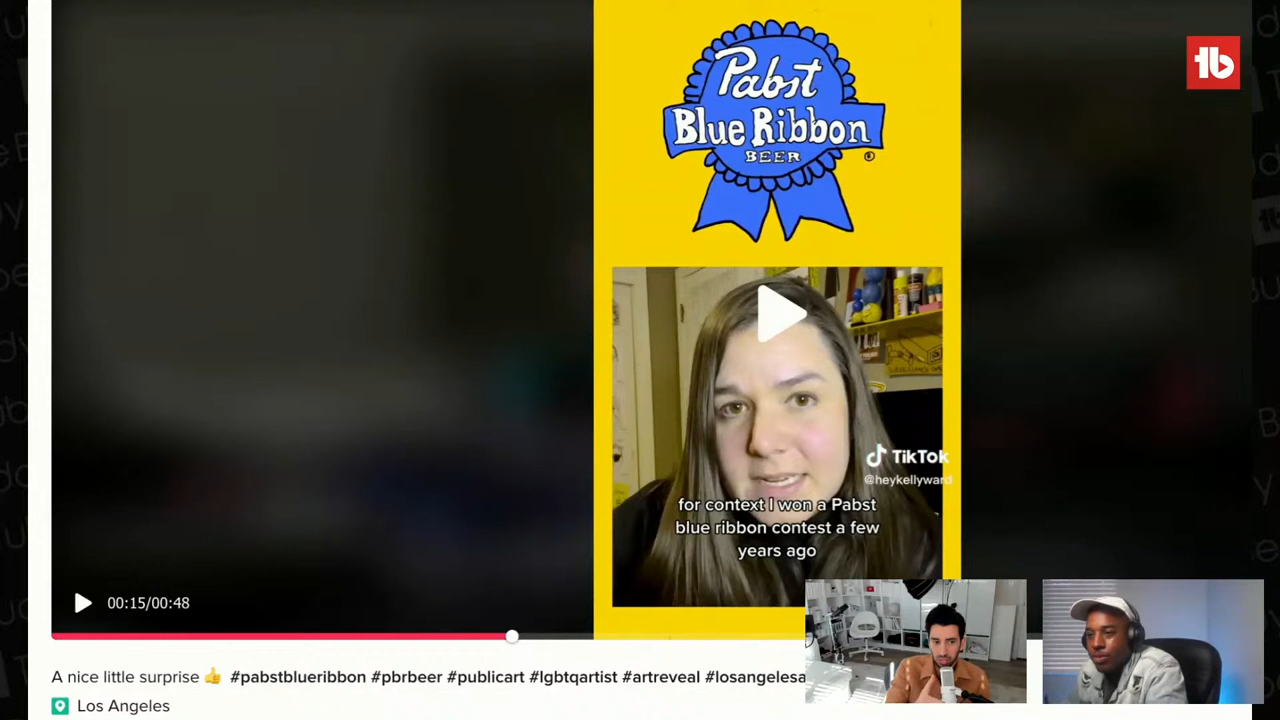 Pabst
Blue Ribbon
BEER
®
tb
TikTok
@heykellyward
for context I won a Pabst
blue ribbon contest a few
years ago
00:15/00:48
A nice little surprise 👍 #pabstblueribbon #pbrbeer #publicart #lgbtqartist #artreveal #losangelesa
Los Angeles